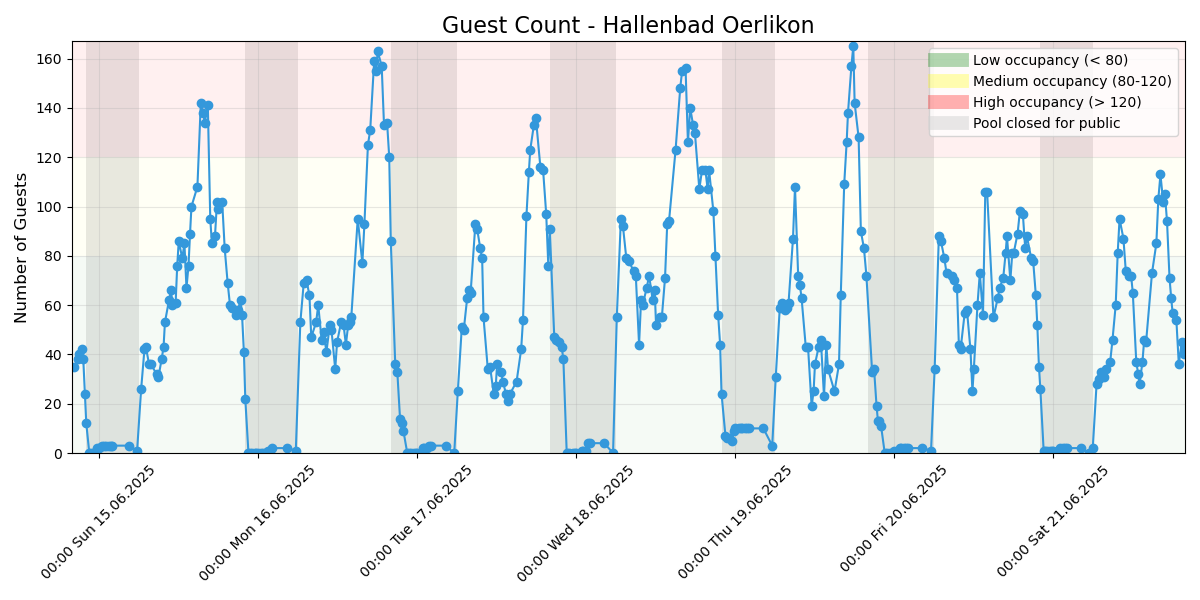 Guest Count - Hallenbad Oerlikon
Number of Guests
160
140
120
100
80
60
40
20
0
Low occupancy (< 80)
Medium occupancy (80-120)
High occupancy (> 120)
Pool closed for public
00:00 Sun 15.06.2025
00:00 Mon 16.06.2025
00:00 Tue 17.06.2025
00:00 Wed 18.06.2025
00:00 Thu 19.06.2025
00:00 Fri 20.06.2025
00:00 Sat 21.06.2025